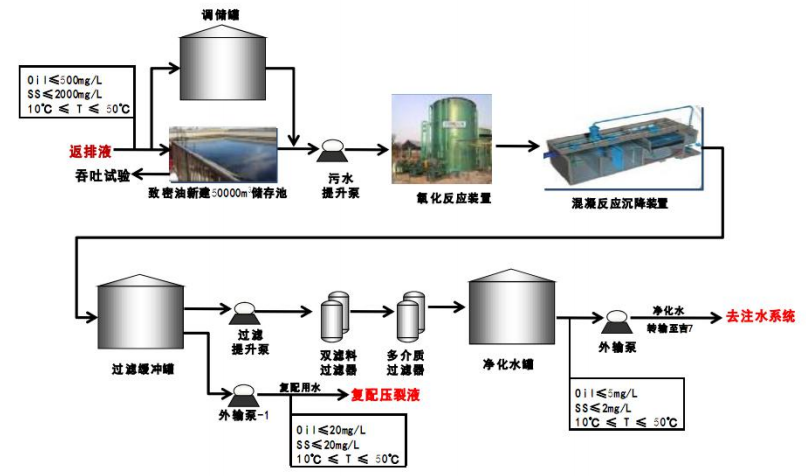 调储罐
Oil≤500mg/L
SS≤2000mg/L
10℃ ≤ T ≤ 50℃
返排液
吞吐试验
致密油新建50000m³储存池
污水
提升泵
氧化反应装置
混凝反应沉降装置
过滤缓冲罐
过滤
提升泵
双滤料
过滤器
多介质
过滤器
净化水罐
外输泵
净化水
转输至吉7
去注水系统
外输泵-1
复配用水
复配压裂液
Oil≤20mg/L
SS≤20mg/L
10℃ ≤ T ≤ 50℃
Oil≤5mg/L
SS≤2mg/L
10℃ ≤ T ≤ 50℃